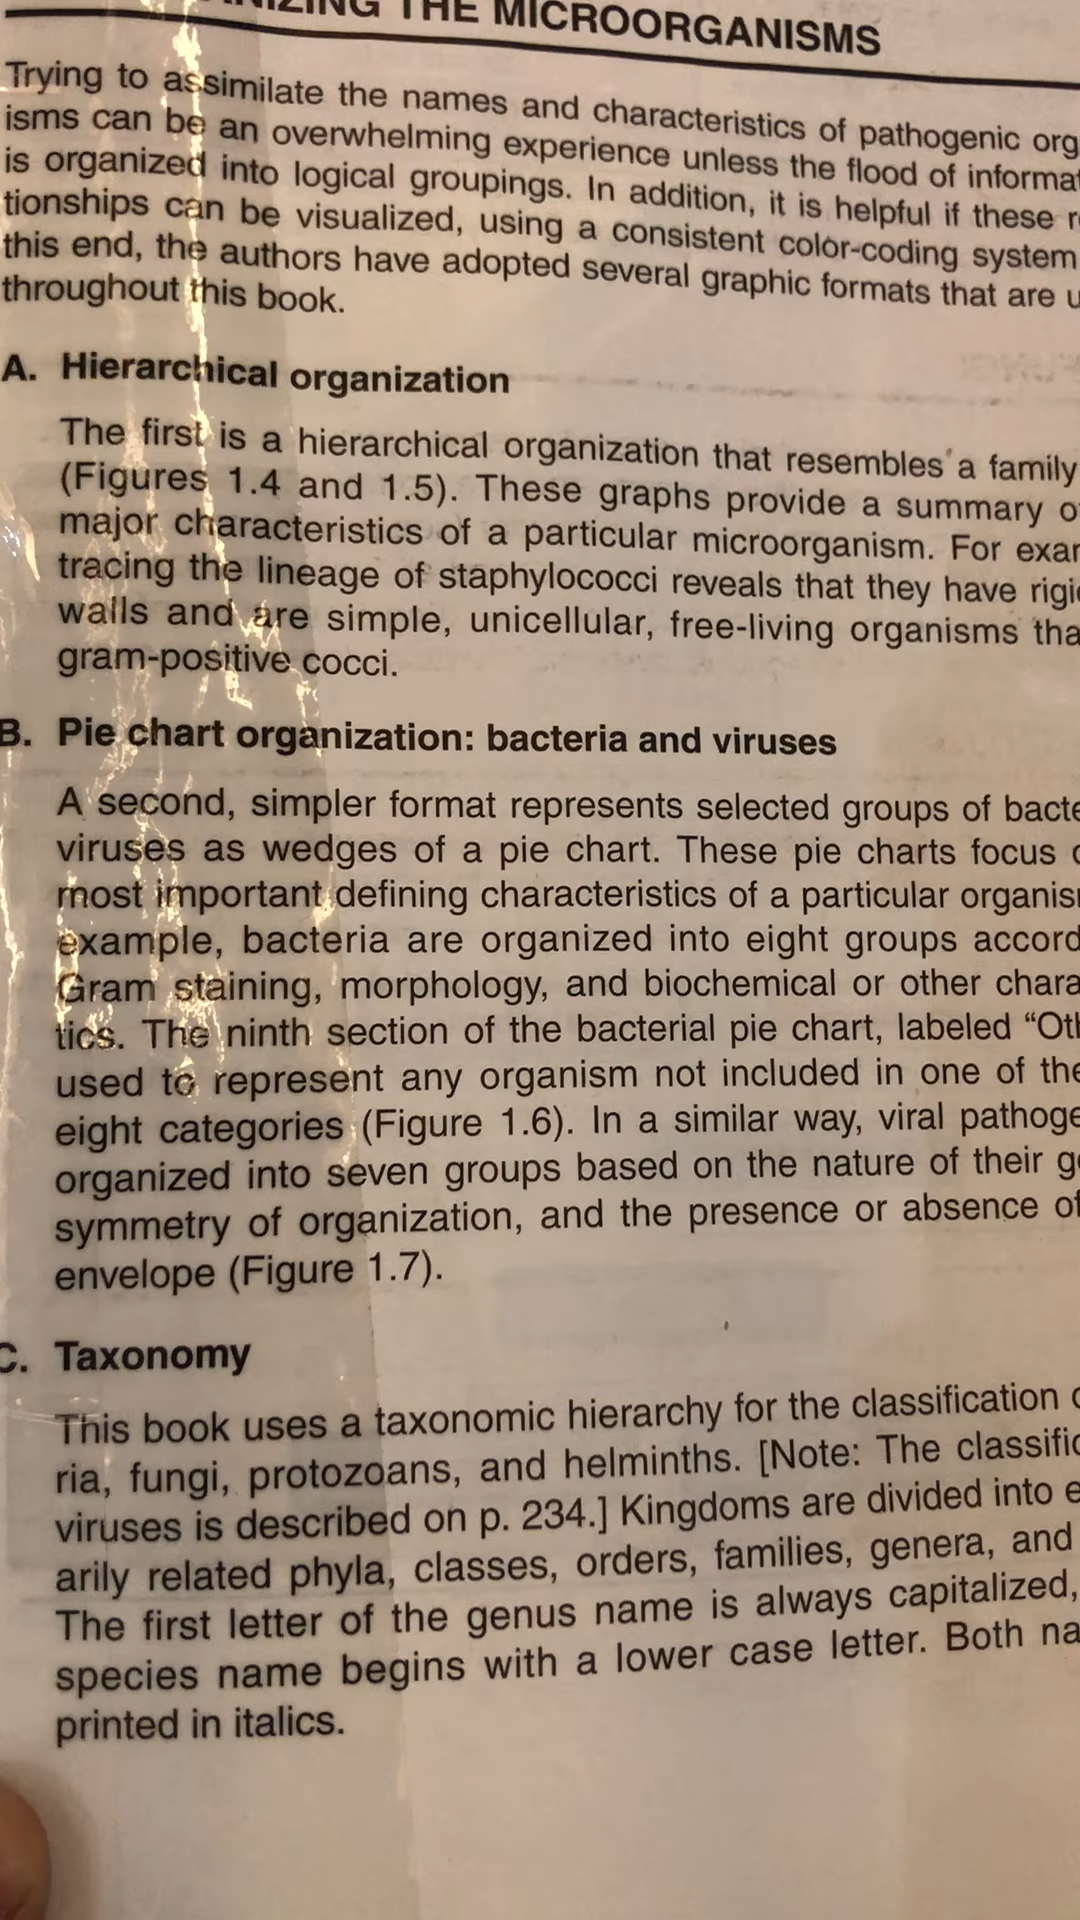 THE MICROORGANISMS
Trying to assimilate the names and characteristics of pathogenic org
isms can be an overwhelming experience unless the flood of informat
is organized into logical groupings. In addition, it is helpful if these r
tionships can be visualized, using a consistent color-coding system
this end, the authors have adopted several graphic formats that are u
throughout this book.
A. Hierarchical organization
The first is a hierarchical organization that resembles a family
(Figures 1.4 and 1.5). These graphs provide a summary o
major characteristics of a particular microorganism. For exam
tracing the lineage of staphylococci reveals that they have rigi
walls and are simple, unicellular, free-living organisms tha
gram-positive cocci.
B. Pie chart organization: bacteria and viruses
A second, simpler format represents selected groups of bacte
viruses as wedges of a pie chart. These pie charts focus
most important defining characteristics of a particular organis
example, bacteria are organized into eight groups accord
Gram staining, morphology, and biochemical or other chara
tics. The ninth section of the bacterial pie chart, labeled “Oth
used to represent any organism not included in one of the
eight categories (Figure 1.6). In a similar way, viral pathoge
organized into seven groups based on the nature of their g
symmetry of organization, and the presence or absence of
envelope (Figure 1.7).
C. Taxonomy
This book uses a taxonomic hierarchy for the classification
ria, fungi, protozoans, and helminths. [Note: The classific
viruses is described on p. 234.] Kingdoms are divided into e
arily related phyla, classes, orders, families, genera, and
The first letter of the genus name is always capitalized,
species name begins with a lower case letter. Both na
printed in italics.